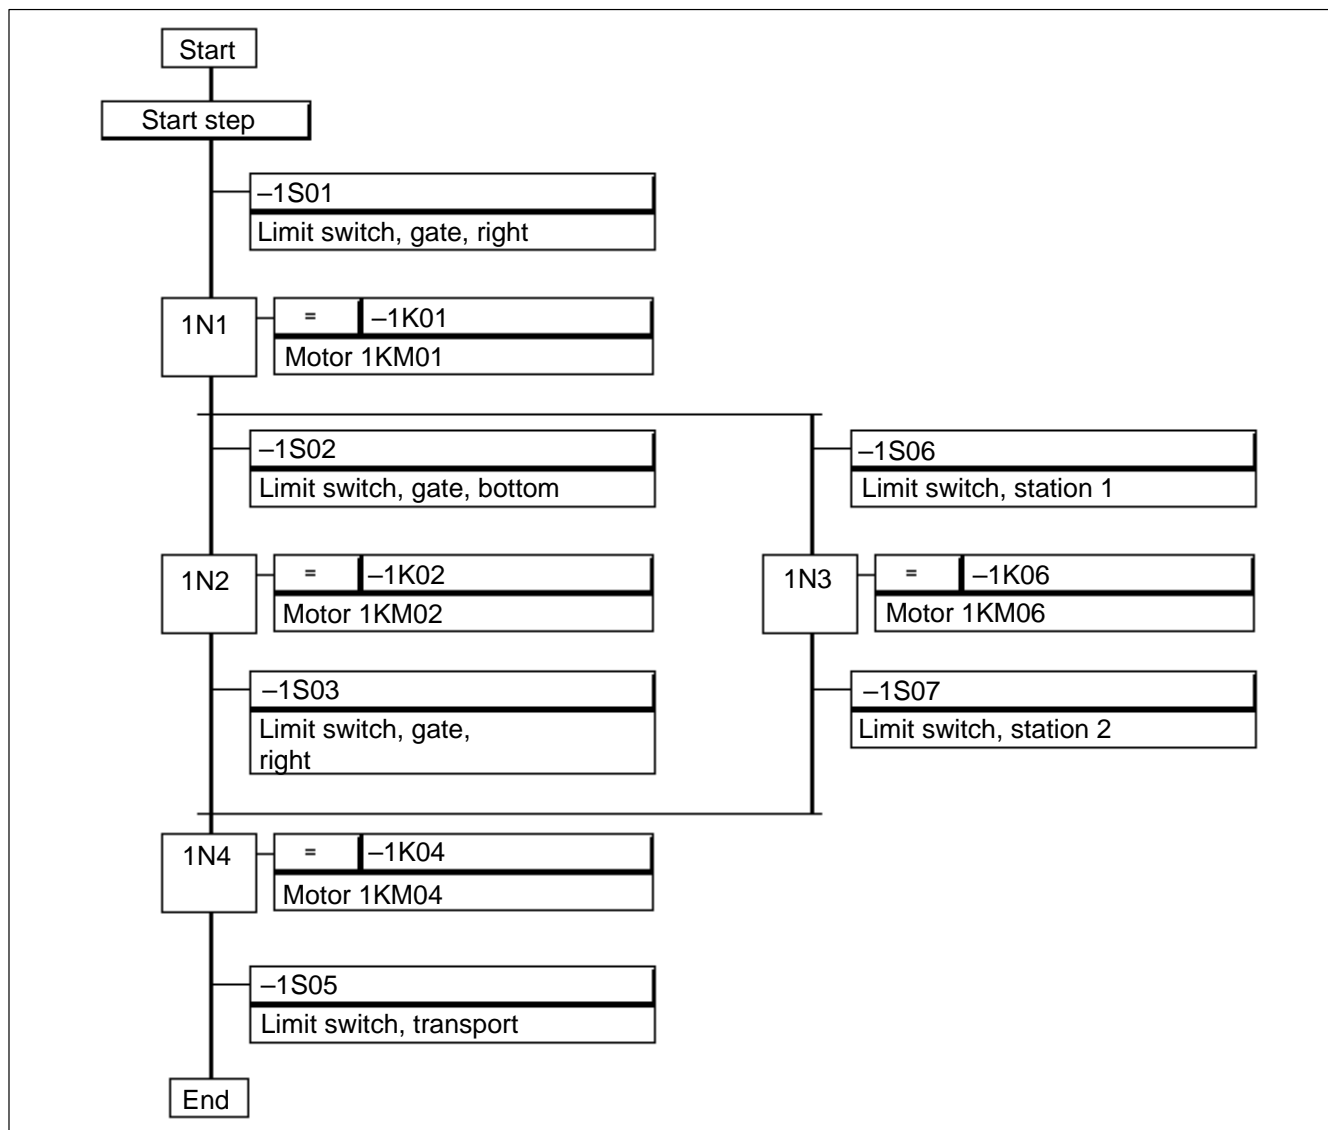 Start
Start step
–1S01
Limit switch, gate, right
1N1
= –1K01
Motor 1KM01
–1S02
Limit switch, gate, bottom
–1S06
Limit switch, station 1
1N2
= –1K02
Motor 1KM02
1N3
= –1K06
Motor 1KM06
–1S03
Limit switch, gate,
right
–1S07
Limit switch, station 2
1N4
= –1K04
Motor 1KM04
–1S05
Limit switch, transport
End